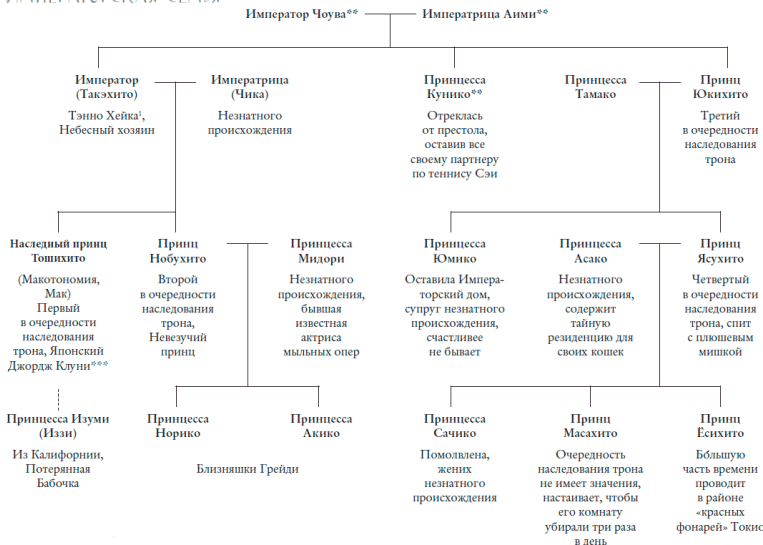 Император Чоува** Императрица Аими**
Император
(Такэхито)
Тэнно Хейка¹,
Небесный хозяин
Императрица
(Чика)
Незнатного
происхождения
Принцесса
Кунико**
Отреклась
от престола,
оставив все
своему партнеру
по теннису Сэи
Принцесса
Тамако
Принц
Юкихито
Третий
в очередности
наследования
трона
Наследный принц
Тошихито
(Макотономия,
Мак)
Первый
в очередности
наследования
трона, Японский
Джордж Клуни***
Принц
Нобухито
Второй
в очередности
наследования
трона,
Невезучий
принц
Принцесса
Мидори
Незнатного
происхождения,
бывшая
известная
актриса
мыльных опер
Принцесса
Юмико
Оставила Импера-
торский дом,
супруг незнатного
происхождения,
счастливее
не бывает
Принцесса
Асако
Незнатного
происхождения,
содержит
тайную
резиденцию для
своих кошек
Принц
Ясухито
Четвертый
в очередности
наследования
трона, спит
с плюшевым
мишкой
Принцесса Изуми
(Иззи)
Из Калифорнии,
Потерянная
Бабочка
Принцесса
Норико
Принцесса
Акико
Близняшки Грейди
Принцесса
Сачико
Помолвлена,
жених
незнатного
происхождения
Принц
Масахито
Очередность
наследования трона
не имеет значения,
настаивает, чтобы
его комнату
убирали три раза
в день
Принц
Ёсихито
Бо́льшую
часть времени
проводит
в районе
«красных
фонарей» Токио